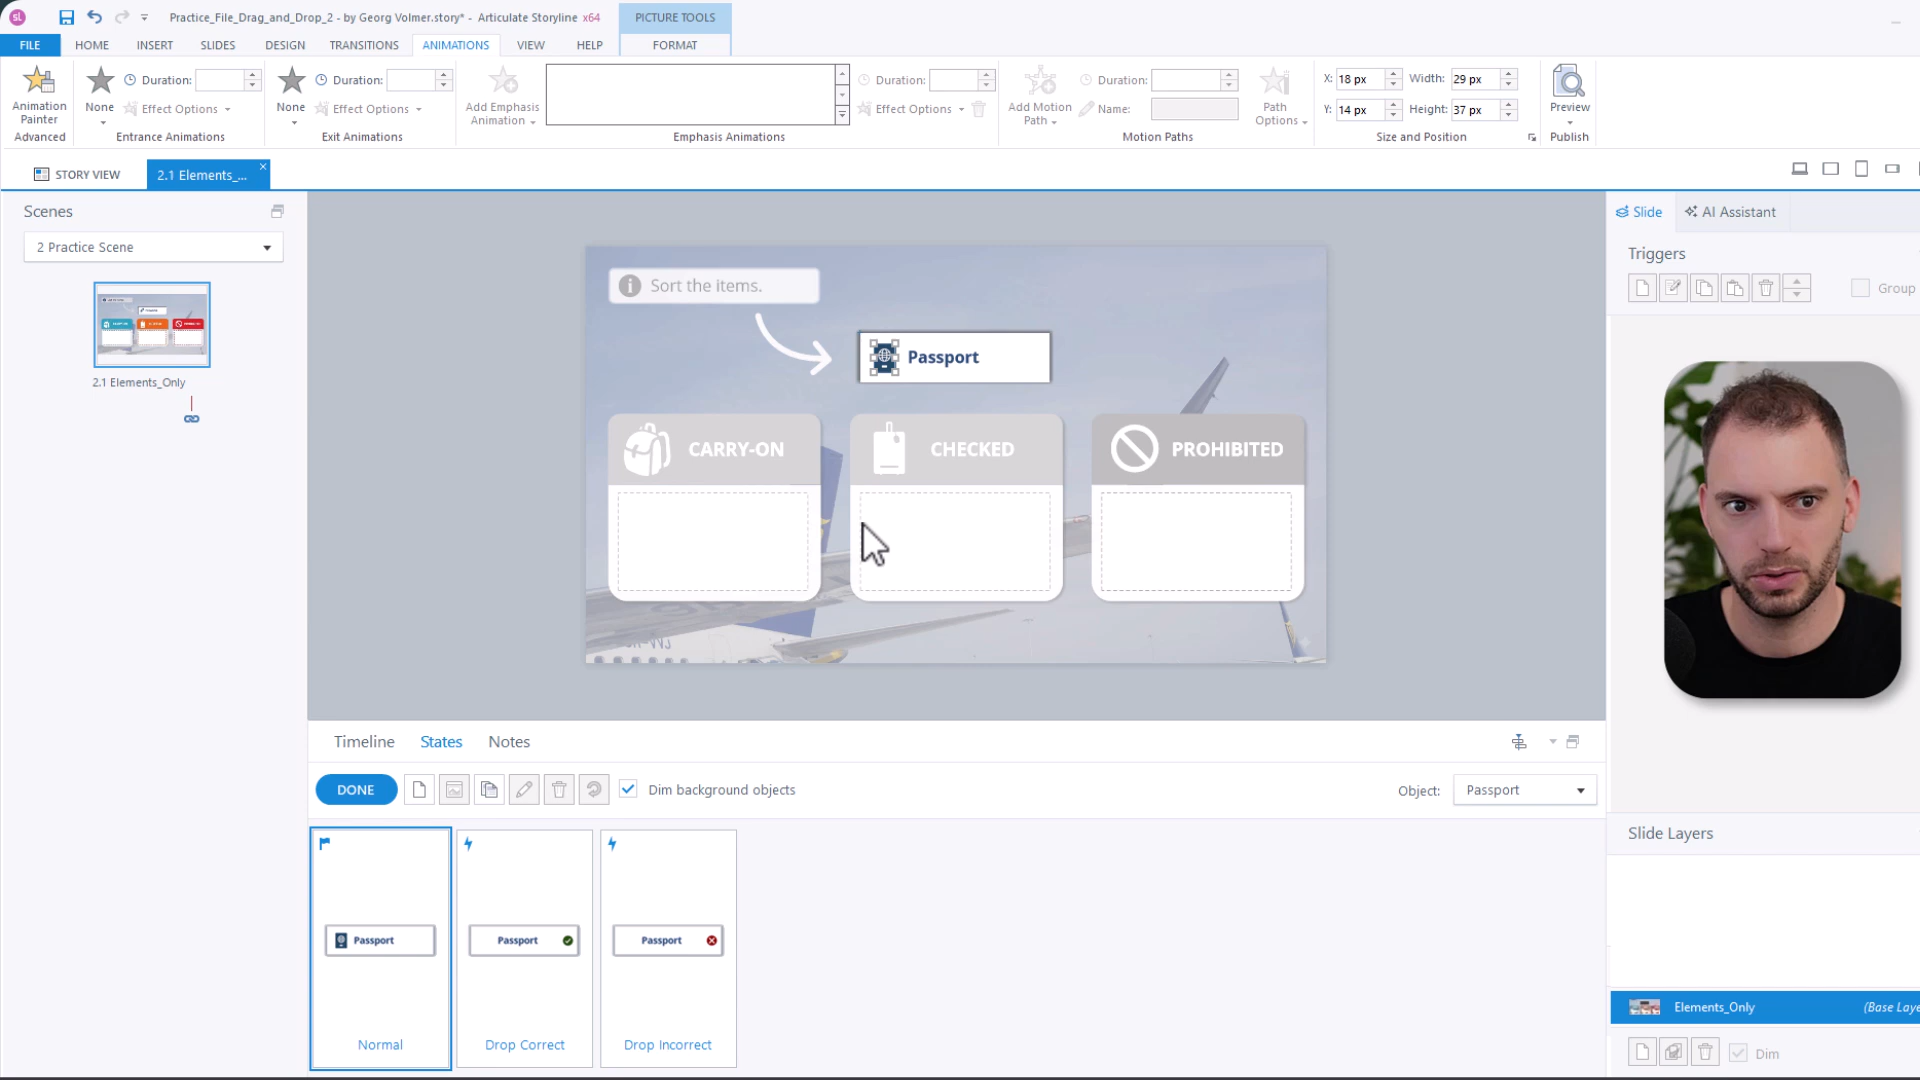 sl
Practice_File_Drag_and_Drop_2 - by Georg Volmer.story* - Articulate Storyline x64
PICTURE TOOLS
FILE HOME INSERT SLIDES DESIGN TRANSITIONS ANIMATIONS VIEW HELP FORMAT
Animation Painter
Advanced
None
Duration:
Effect Options
Entrance Animations
None
Duration:
Effect Options
Exit Animations
Add Emphasis Animation
Duration:
Effect Options
Emphasis Animations
Add Motion Path
Duration:
Name:
Path Options
Motion Paths
X: 18 px Width: 29 px
Y: 14 px Height: 37 px
Size and Position
Preview
Publish
STORY VIEW
2.1 Elements_...
Scenes
2 Practice Scene
2.1 Elements_Only
Sort the items.
Passport
CARRY-ON
CHECKED
PROHIBITED
Slide
AI Assistant
Triggers
Group
Timeline States Notes
DONE
Dim background objects
Object: Passport
Passport
Normal
Passport
Drop Correct
Passport
Drop Incorrect
Slide Layers
Elements_Only (Base Laye
Dim